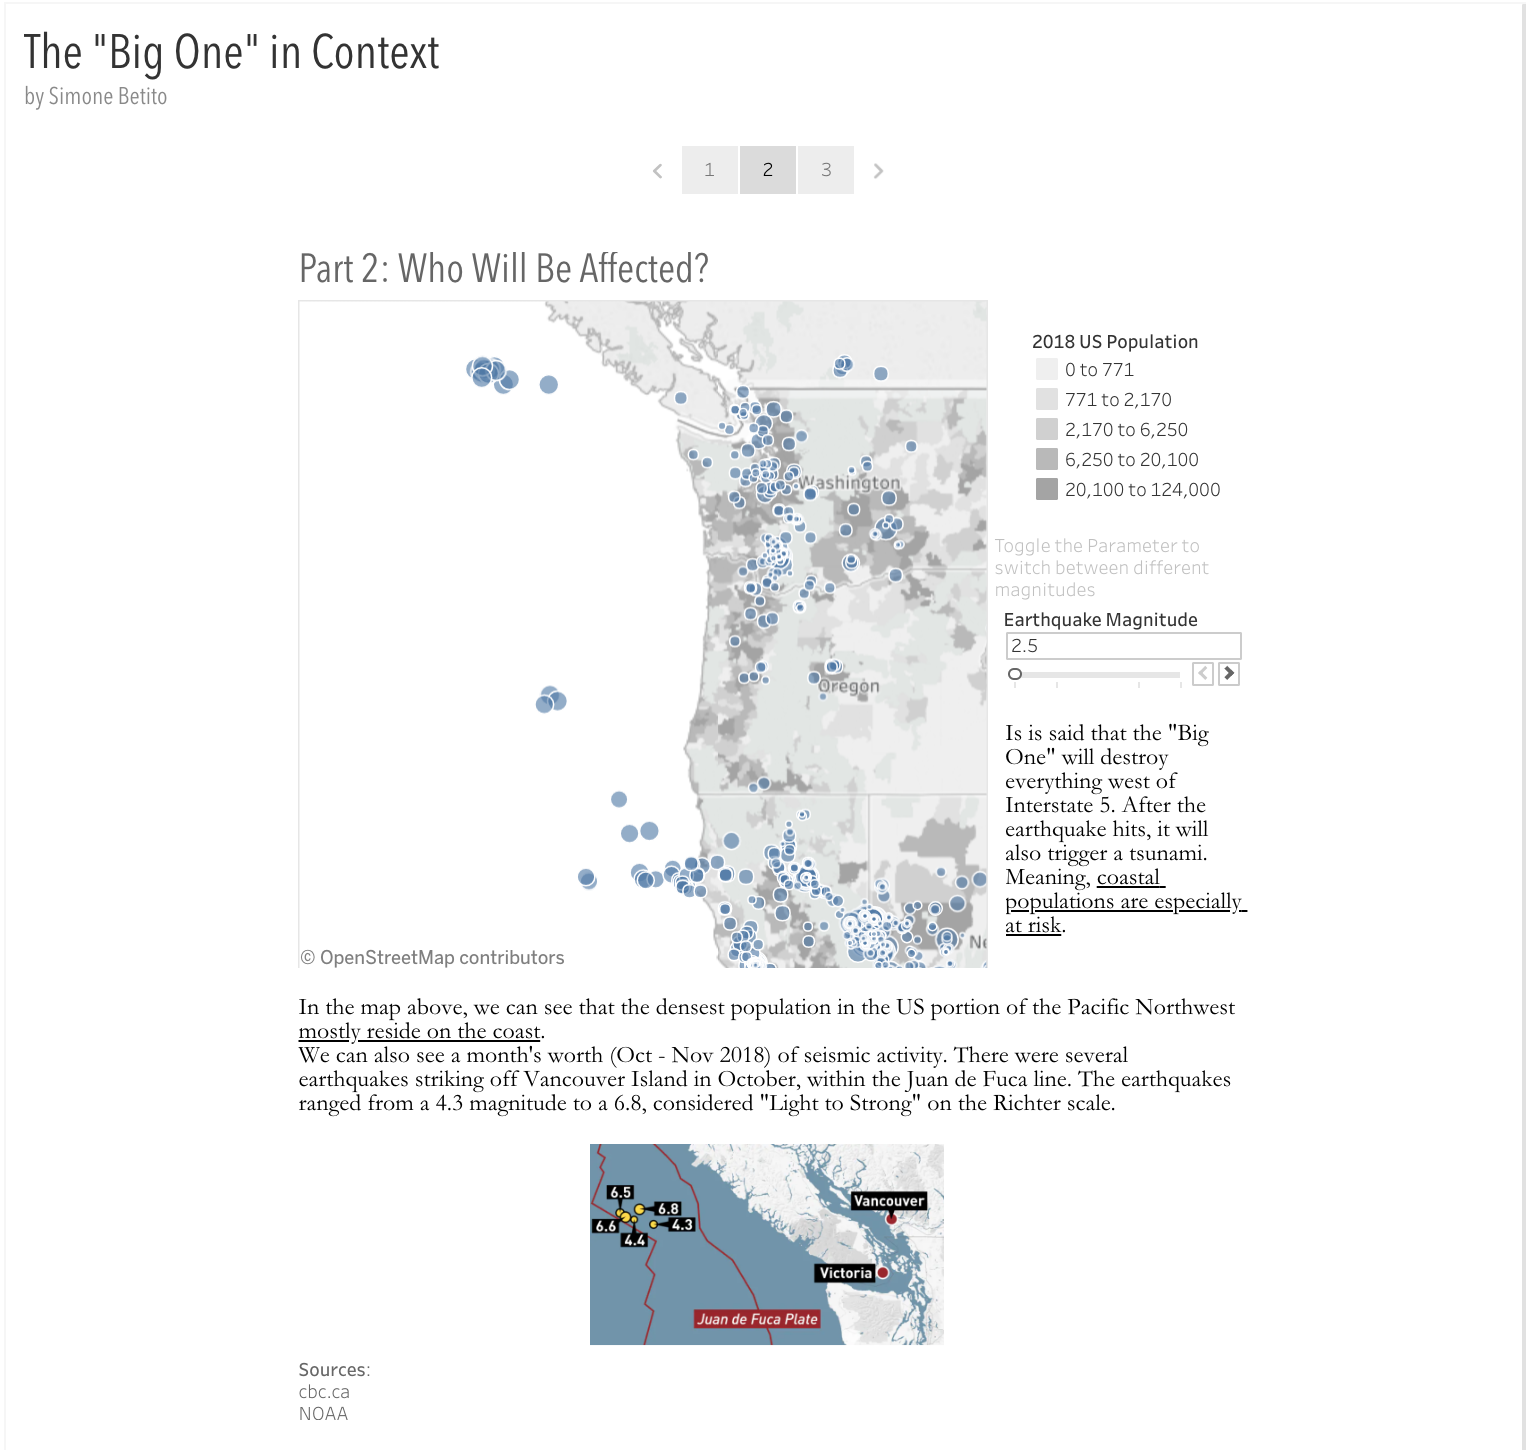 The "Big One" in Context
by Simone Betito
1 2 3
Part 2: Who Will Be Affected?
Washington
Oregon
Ne
© OpenStreetMap contributors
2018 US Population
0 to 771
771 to 2,170
2,170 to 6,250
6,250 to 20,100
20,100 to 124,000
Toggle the Parameter to
switch between different
magnitudes
Earthquake Magnitude
2.5
Is is said that the "Big
One" will destroy
everything west of
Interstate 5. After the
earthquake hits, it will
also trigger a tsunami.
Meaning, coastal
populations are especially
at risk.
In the map above, we can see that the densest population in the US portion of the Pacific Northwest
mostly reside on the coast.
We can also see a month's worth (Oct - Nov 2018) of seismic activity. There were several
earthquakes striking off Vancouver Island in October, within the Juan de Fuca line. The earthquakes
ranged from a 4.3 magnitude to a 6.8, considered "Light to Strong" on the Richter scale.
6.5
6.8
6.6
4.3
4.4
Vancouver
Victoria
Juan de Fuca Plate
Sources:
cbc.ca
NOAA